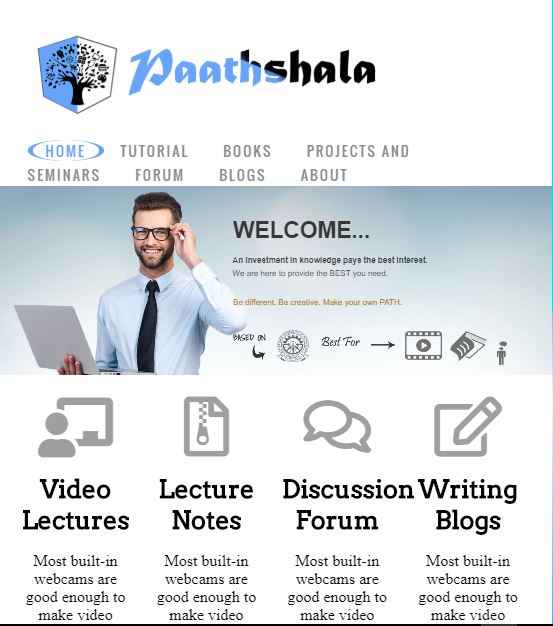 Paathshala
HOME TUTORIAL BOOKS PROJECTS AND
SEMINARS FORUM BLOGS ABOUT
WELCOME...
An investment in knowledge pays the best interest.
We are here to provide the BEST you need.
Be different. Be creative. Make your own PATH.
BASED ON
Best For
Video
Lectures
Most built-in
webcams are
good enough to
make video
Lecture
Notes
Most built-in
webcams are
good enough to
make video
Discussion
Forum
Most built-in
webcams are
good enough to
make video
Writing
Blogs
Most built-in
webcams are
good enough to
make video